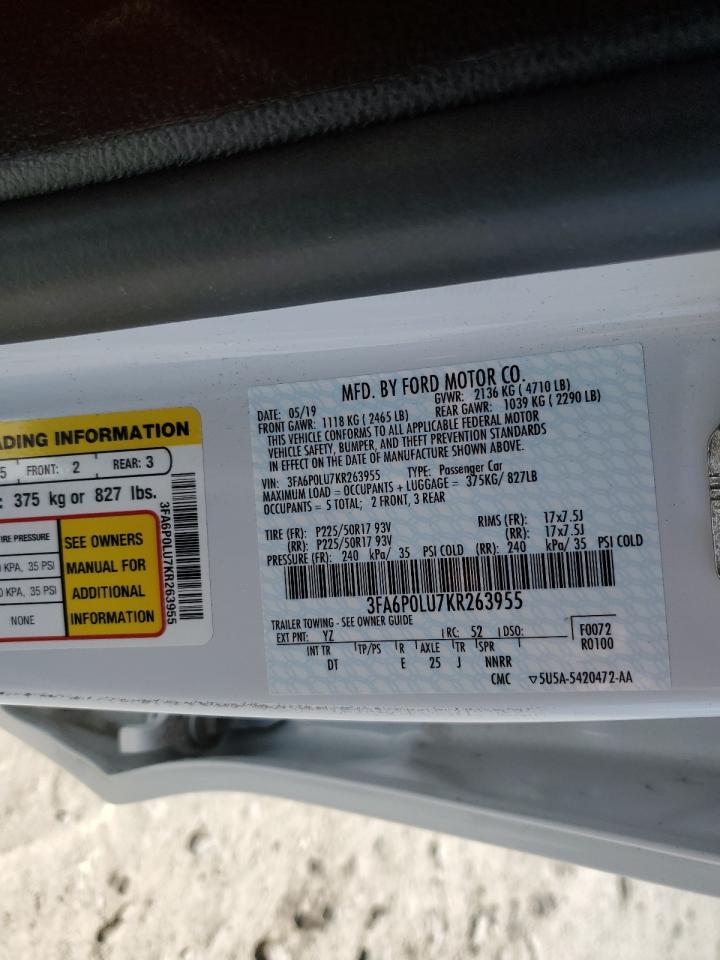 ADING INFORMATION
5 FRONT: 2 REAR: 3
: 375 kg or 827 lbs.
IRE PRESSURE
0 KPA, 35 PSI
0 KPA, 35 PSI
NONE
SEE OWNERS
MANUAL FOR
ADDITIONAL
INFORMATION
3FA6P0LU7KR263955
MFD. BY FORD MOTOR CO.
DATE: 05/19 GVWR: 2136 KG ( 4710 LB)
FRONT GAWR: 1118 KG ( 2465 LB) REAR GAWR: 1039 KG ( 2290 LB)
THIS VEHICLE CONFORMS TO ALL APPLICABLE FEDERAL MOTOR
VEHICLE SAFETY, BUMPER, AND THEFT PREVENTION STANDARDS
IN EFFECT ON THE DATE OF MANUFACTURE SHOWN ABOVE.
VIN: 3FA6P0LU7KR263955 TYPE: Passenger Car
MAXIMUM LOAD = OCCUPANTS + LUGGAGE = 375KG/ 827LB
OCCUPANTS = 5 TOTAL; 2 FRONT, 3 REAR
TIRE (FR): P225/50R17 93V RIMS (FR): 17x7.5J
(RR): P225/50R17 93V (RR): 17x7.5J
PRESSURE (FR): 240 kPa/ 35 PSI COLD (RR): 240 kPa/ 35 PSI COLD
3FA6P0LU7KR263955
TRAILER TOWING - SEE OWNER GUIDE
EXT PNT: YZ RC: 52 DSO: F0072
R0100
INT TR TP/PS R AXLE TR SPR
DT E 25 J NNRR
CMC ▽5U5A-5420472-AA